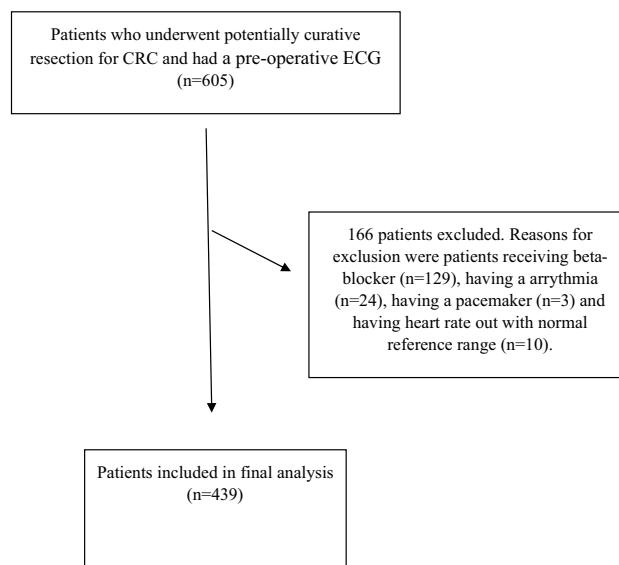 Patients who underwent potentially curative
resection for CRC and had a pre-operative ECG
(n=605)
166 patients excluded. Reasons for
exclusion were patients receiving beta-
blocker (n=129), having a arrythmia
(n=24), having a pacemaker (n=3) and
having heart rate out with normal
reference range (n=10).
Patients included in final analysis
(n=439)